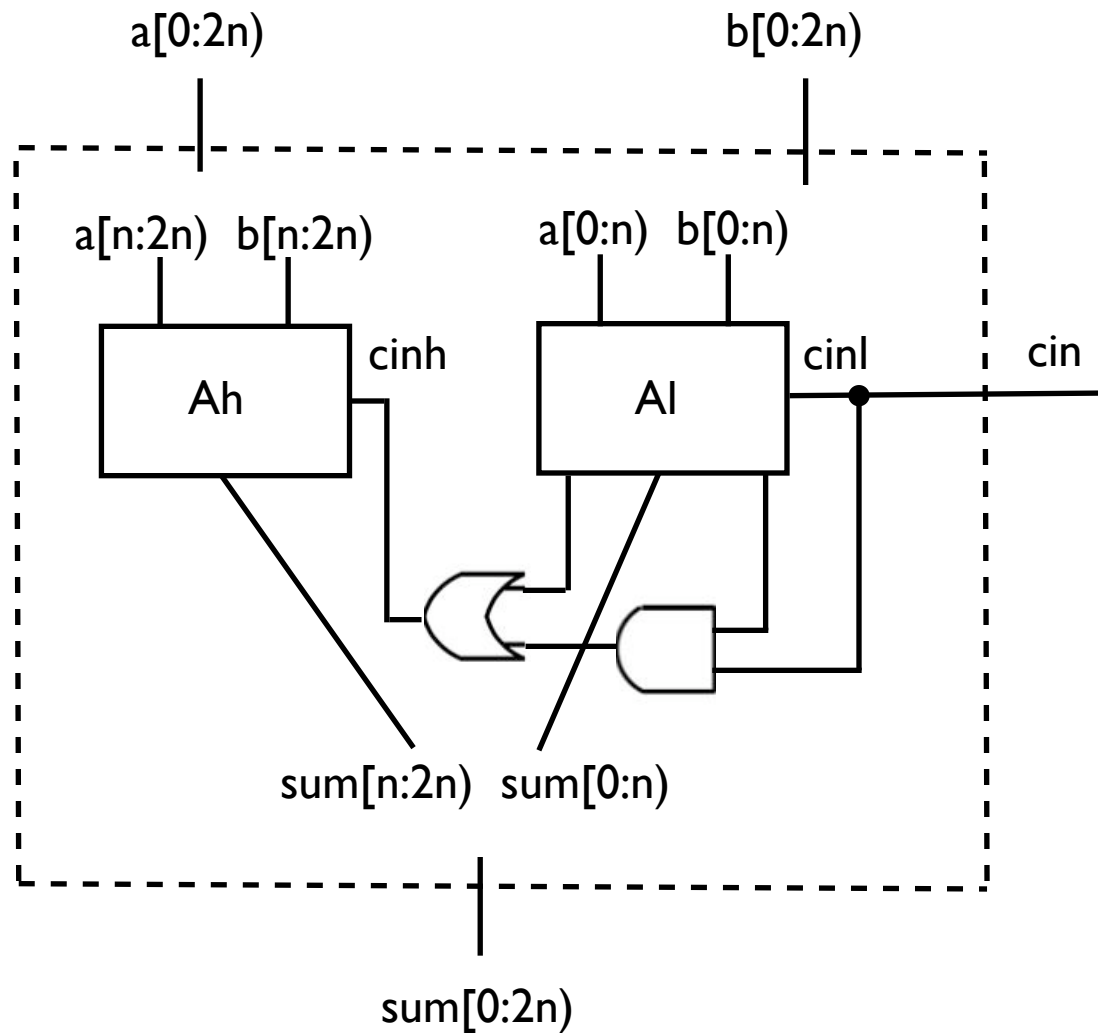 a[0:2n) b[0:2n)
a[n:2n) b[n:2n) a[0:n) b[0:n)
cinh cinl cin
Ah Al
sum[n:2n) sum[0:n)
sum[0:2n)